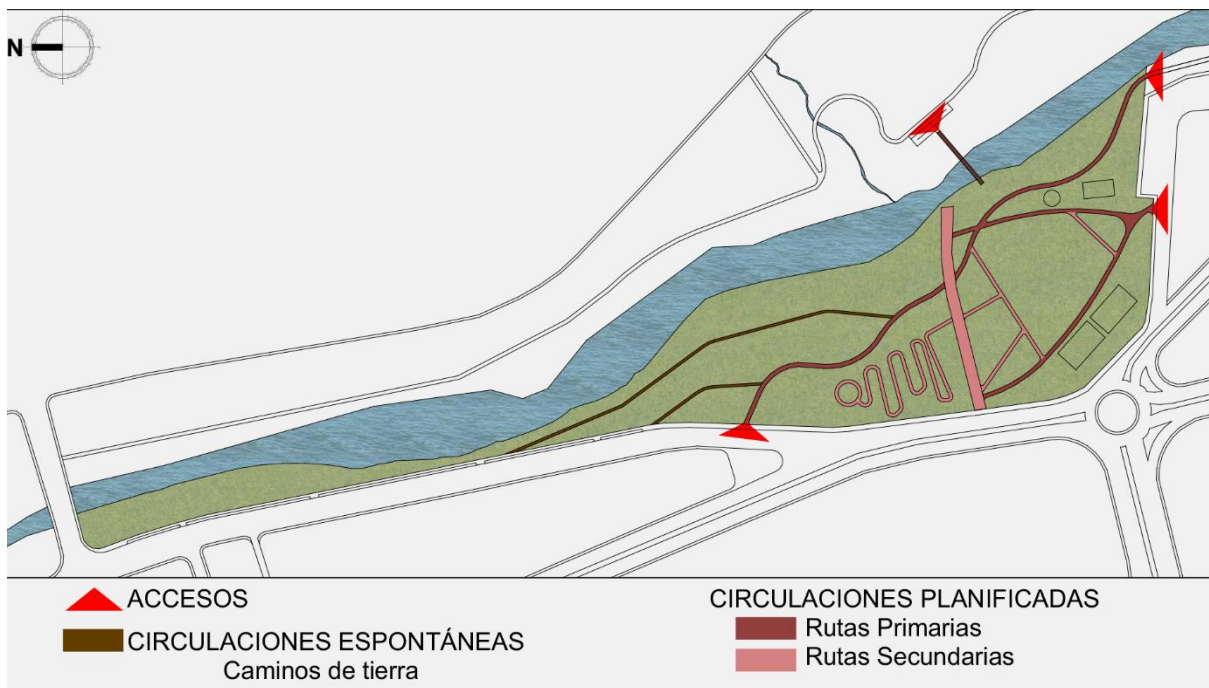 N
ACCESOS
CIRCULACIONES ESPONTÁNEAS
Caminos de tierra
CIRCULACIONES PLANIFICADAS
Rutas Primarias
Rutas Secundarias